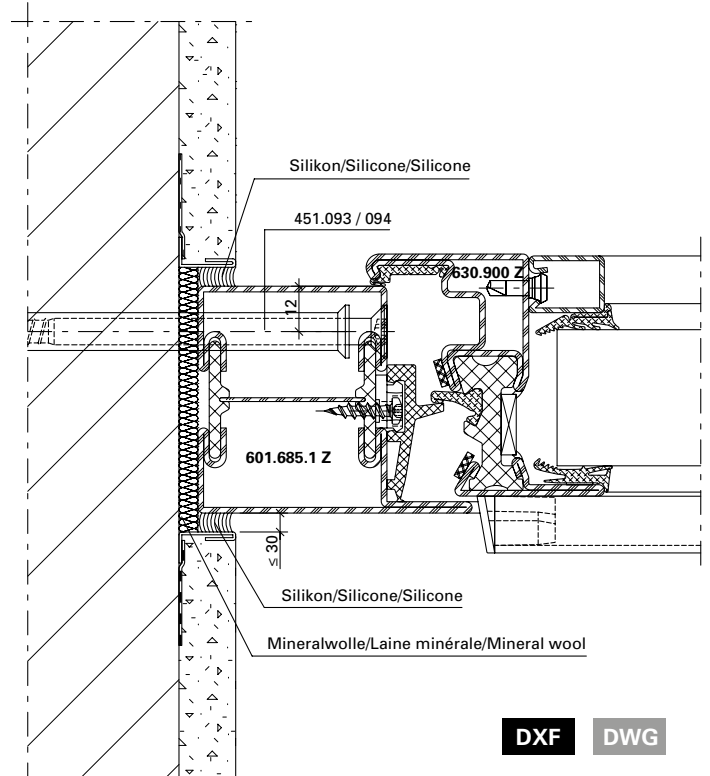 Silikon/Silicone/Silicone
451.093 / 094
630.900 Z
12
601.685.1 Z
≤ 30
Silikon/Silicone/Silicone
Mineralwolle/Laine minérale/Mineral wool
DXF
DWG